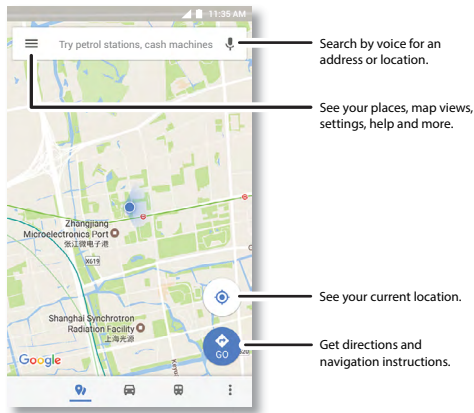 11:35 AM
Try petrol stations, cash machines
Search by voice for an
address or location.
See your places, map views,
settings, help and more.
Zhangjiang
Microelectronics Port
张江微电子港
X619
See your current location.
Shanghai Synchrotron
Radiation Facility
上海光源
Google
GO
Get directions and
navigation instructions.